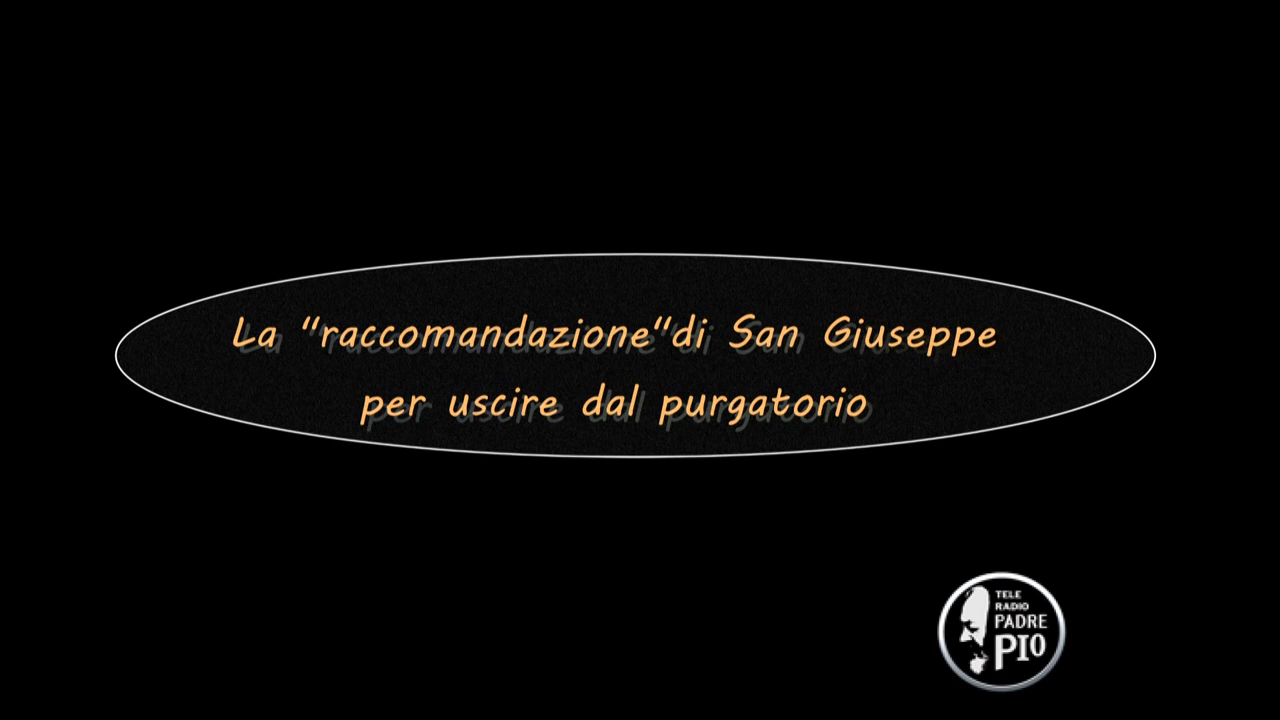 La "raccomandazione"di San Giuseppe
per uscire dal purgatorio
TELE
RADIO
PADRE
PIO